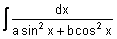 ∫ dx / (a sin² x + b cos² x)